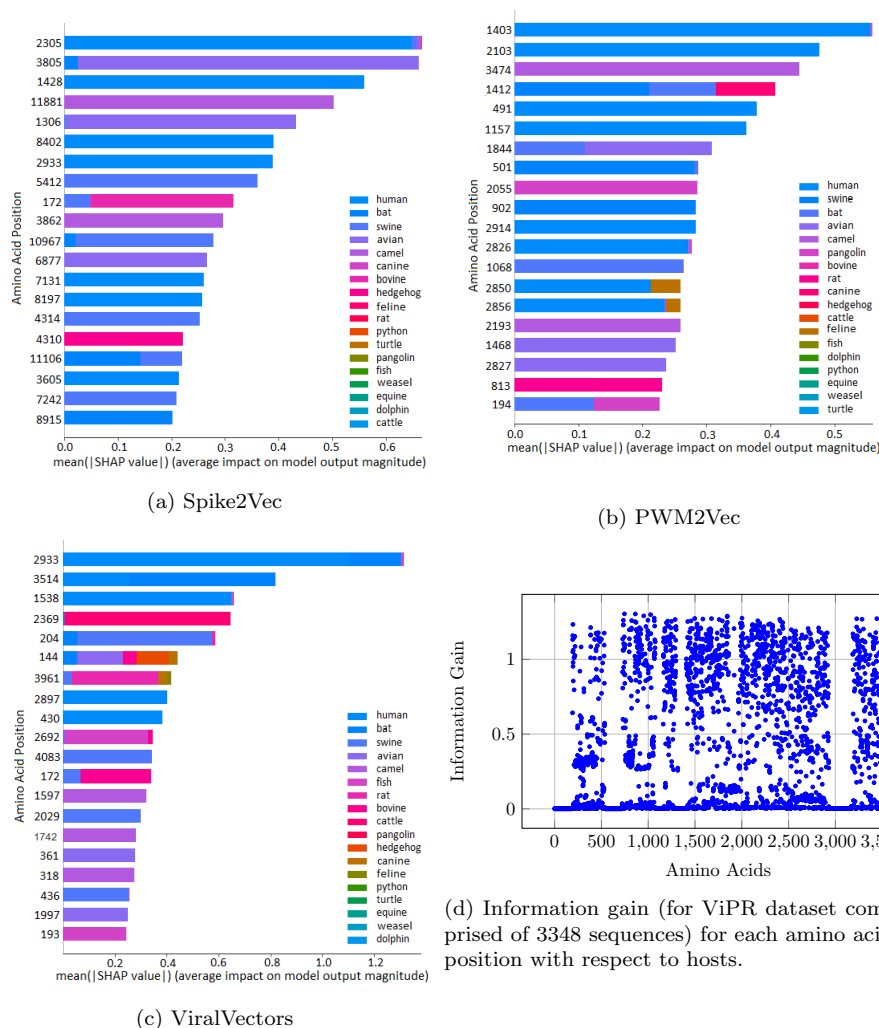 2305
3805
1428
11881
1306
8402
2933
5412
172
3862
10967
6877
7131
8197
4314
4310
11106
3605
7242
8915
Amino Acid Position
human
bat
swine
avian
camel
canine
bovine
hedgehog
feline
rat
python
turtle
pangolin
fish
weasel
equine
dolphin
cattle
0.0 0.1 0.2 0.3 0.4 0.5 0.6
mean(|SHAP value|) (average impact on model output magnitude)
(a) Spike2Vec
1403
2103
3474
1412
491
1157
1844
501
2055
902
2914
2826
1068
2850
2856
2193
1468
2827
813
194
Amino Acid Position
human
swine
bat
avian
camel
pangolin
bovine
rat
canine
hedgehog
cattle
feline
fish
dolphin
python
equine
weasel
turtle
0.0 0.1 0.2 0.3 0.4 0.5
mean(|SHAP value|) (average impact on model output magnitude)
(b) PWM2Vec
2933
3514
1538
2369
204
144
3961
2897
430
2692
4083
172
1597
2029
1742
361
318
436
1997
193
Amino Acid Position
human
bat
swine
avian
camel
fish
rat
bovine
cattle
pangolin
hedgehog
canine
feline
python
turtle
equine
weasel
dolphin
0.2 0.4 0.6 0.8 1.0 1.2
mean(|SHAP value|) (average impact on model output magnitude)
(c) ViralVectors
Information Gain
1
0.5
0
0 500 1,000 1,500 2,000 2,500 3,000 3,5
Amino Acids
(d) Information gain (for ViPR dataset com
prised of 3348 sequences) for each amino aci
position with respect to hosts.